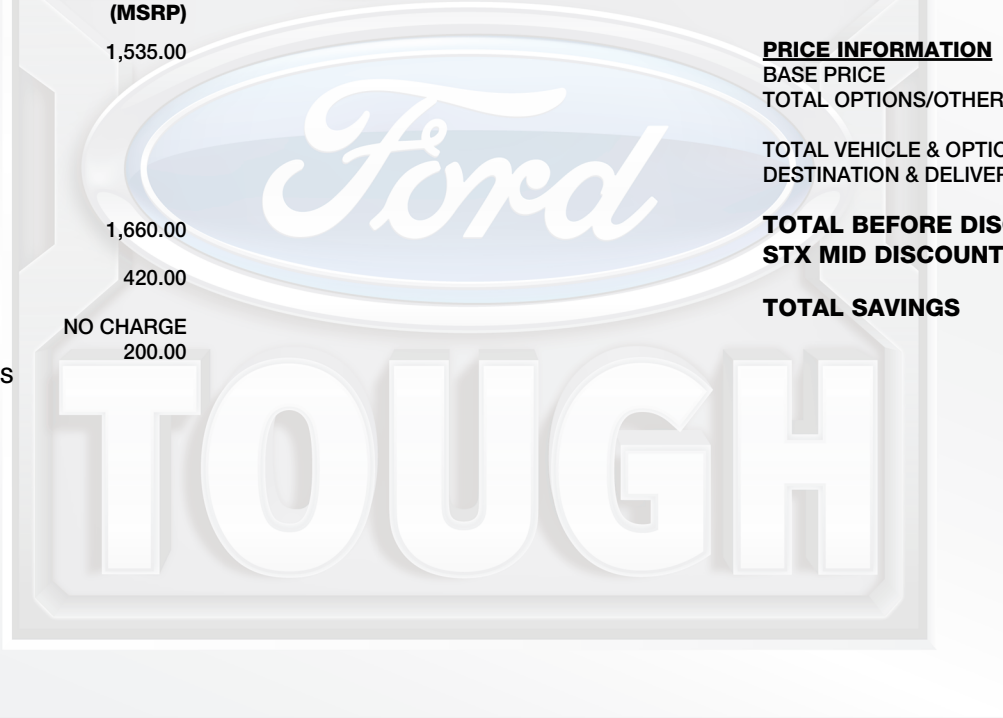 (MSRP)
1,535.00
1,660.00
420.00
NO CHARGE
200.00
S
PRICE INFORMATION
BASE PRICE
TOTAL OPTIONS/OTHER
TOTAL VEHICLE & OPTIO
DESTINATION & DELIVER
TOTAL BEFORE DISC
STX MID DISCOUNT
TOTAL SAVINGS
Ford
TOUGH